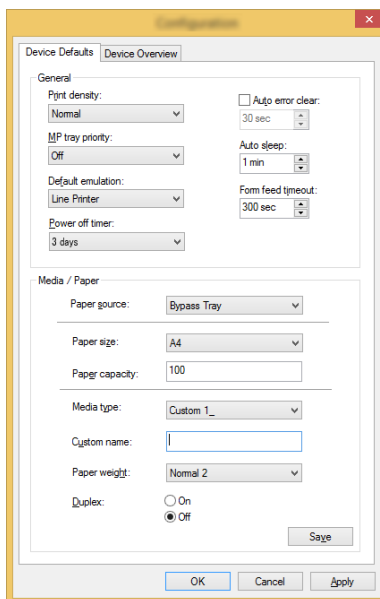 Configuration
Device Defaults Device Overview
General
Print density:
Normal
Auto error clear:
30 sec
MP tray priority:
Off
Auto sleep:
1 min
Default emulation:
Line Printer
Form feed timeout:
300 sec
Power off timer:
3 days
Media / Paper
Paper source: Bypass Tray
Paper size: A4
Paper capacity: 100
Media type: Custom 1_
Custom name:
Paper weight: Normal 2
Duplex: On
Off
Save
OK Cancel Apply